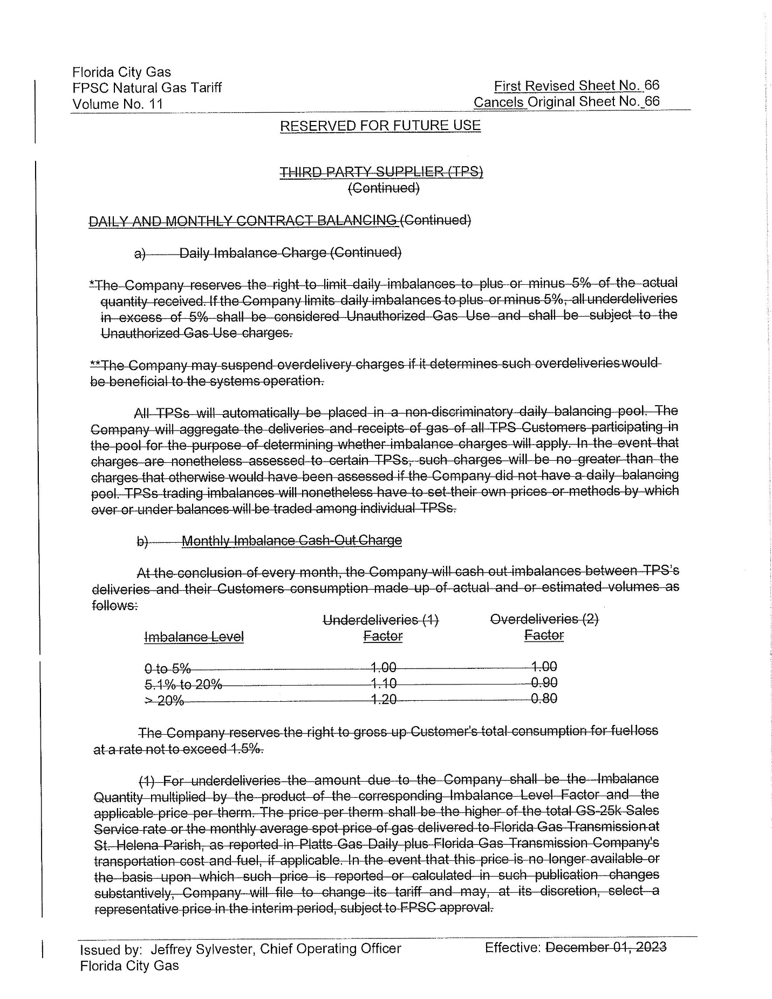 Florida City Gas
FPSC Natural Gas Tariff
First Revised Sheet No. 66
Volume No. 11
Cancels Original Sheet No. 66
RESERVED FOR FUTURE USE
THIRD PARTY SUPPLIER (TPS)
(Continued)
DAILY AND MONTHLY CONTRACT BALANCING (Continued)
a) Daily Imbalance Charge (Continued)
*The Company reserves the right to limit daily imbalances to plus or minus 5% of the actual
quantity received. If the Company limits daily imbalances to plus or minus 5%, all underdeliveries
in excess of 5% shall be considered Unauthorized Gas Use and shall be subject to the
Unauthorized Gas Use charges.
**The Company may suspend overdelivery charges if it determines such overdeliveries would
be beneficial to the systems operation.
All TPSs will automatically be placed in a non-discriminatory daily balancing pool. The
Company will aggregate the deliveries and receipts of gas of all TPS Customers participating in
the pool for the purpose of determining whether imbalance charges will apply. In the event that
charges are nonetheless assessed to certain TPSs, such charges will be no greater than the
charges that otherwise would have been assessed if the Company did not have a daily balancing
pool. TPSs trading imbalances will nonetheless have to set their own prices or methods by which
over or under balances will be traded among individual TPSs.
b) Monthly Imbalance Cash-Out Charge
At the conclusion of every month, the Company will cash out imbalances between TPS's
deliveries and their Customers consumption made up of actual and or estimated volumes as
follows:
Underdeliveries (1) Overdeliveries (2)
Imbalance Level Factor Factor
0 to 5% 1.00 1.00
5.1% to 20% 1.10 0.90
> 20% 1.20 0.80
The Company reserves the right to gross up Customer's total consumption for fuel loss
at a rate not to exceed 1.5%.
(1) For underdeliveries the amount due to the Company shall be the Imbalance
Quantity multiplied by the product of the corresponding Imbalance Level Factor and the
applicable price per therm. The price per therm shall be the higher of the total GS-25k Sales
Service rate or the monthly average spot price of gas delivered to Florida Gas Transmission at
St. Helena Parish, as reported in Platts Gas Daily plus Florida Gas Transmission Company's
transportation cost and fuel, if applicable. In the event that this price is no longer available or
the basis upon which such price is reported or calculated in such publication changes
substantively, Company will file to change its tariff and may, at its discretion, select a
representative price in the interim period, subject to FPSC approval.
Issued by: Jeffrey Sylvester, Chief Operating Officer Effective: December 01, 2023
Florida City Gas